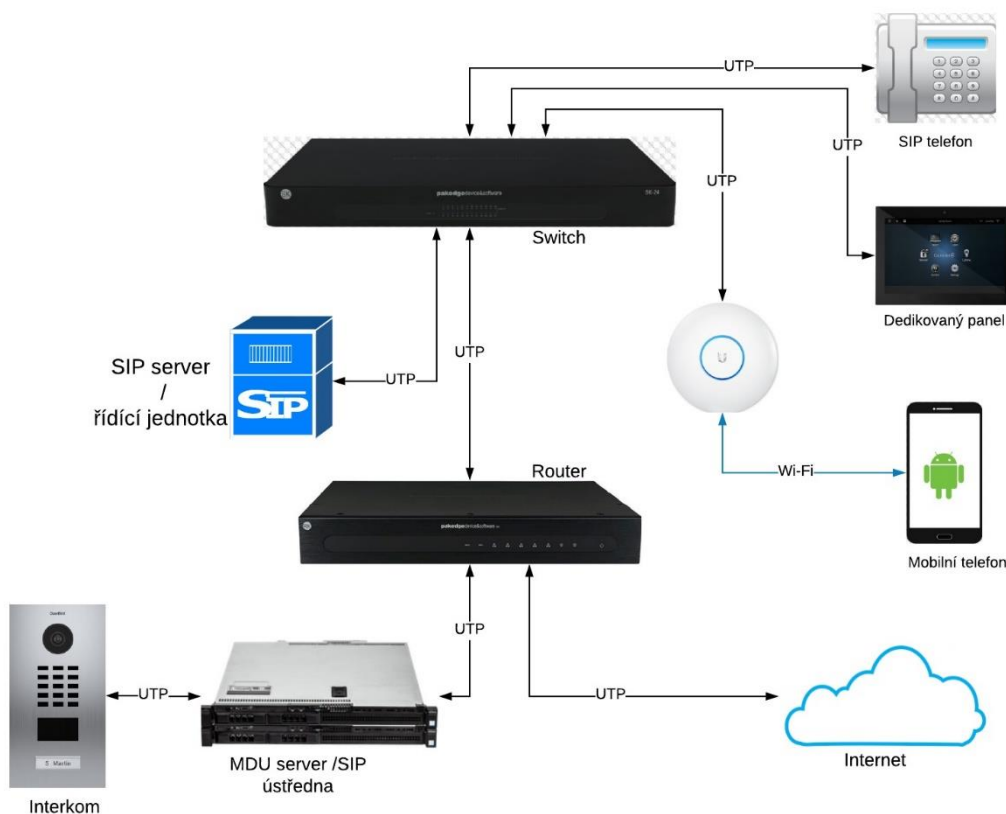 UTP
SIP telefon
UTP
UTP
Switch
Dedikovaný panel
SIP server
/
řídící jednotka
SIP
UTP
UTP
Router
Wi-Fi
Mobilní telefon
UTP
Interkom
UTP
MDU server /SIP
ústředna
UTP
Internet